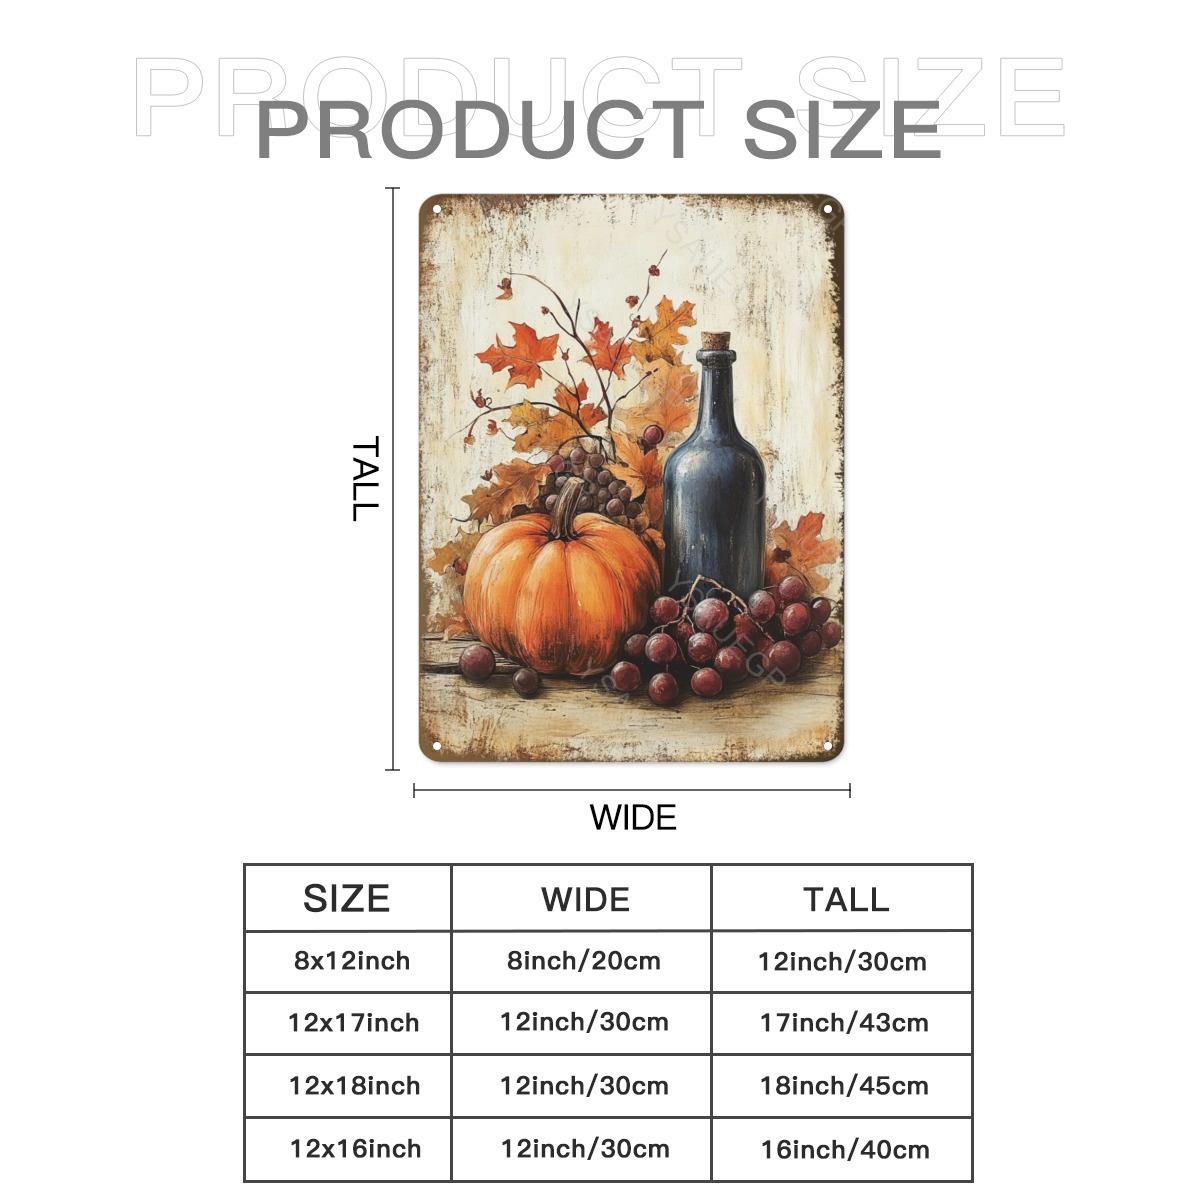 PRODUCT SIZE
PRODUCT SIZE
TALL
WIDE
SIZE WIDE TALL
8x12inch 8inch/20cm 12inch/30cm
12x17inch 12inch/30cm 17inch/43cm
12x18inch 12inch/30cm 18inch/45cm
12x16inch 12inch/30cm 16inch/40cm